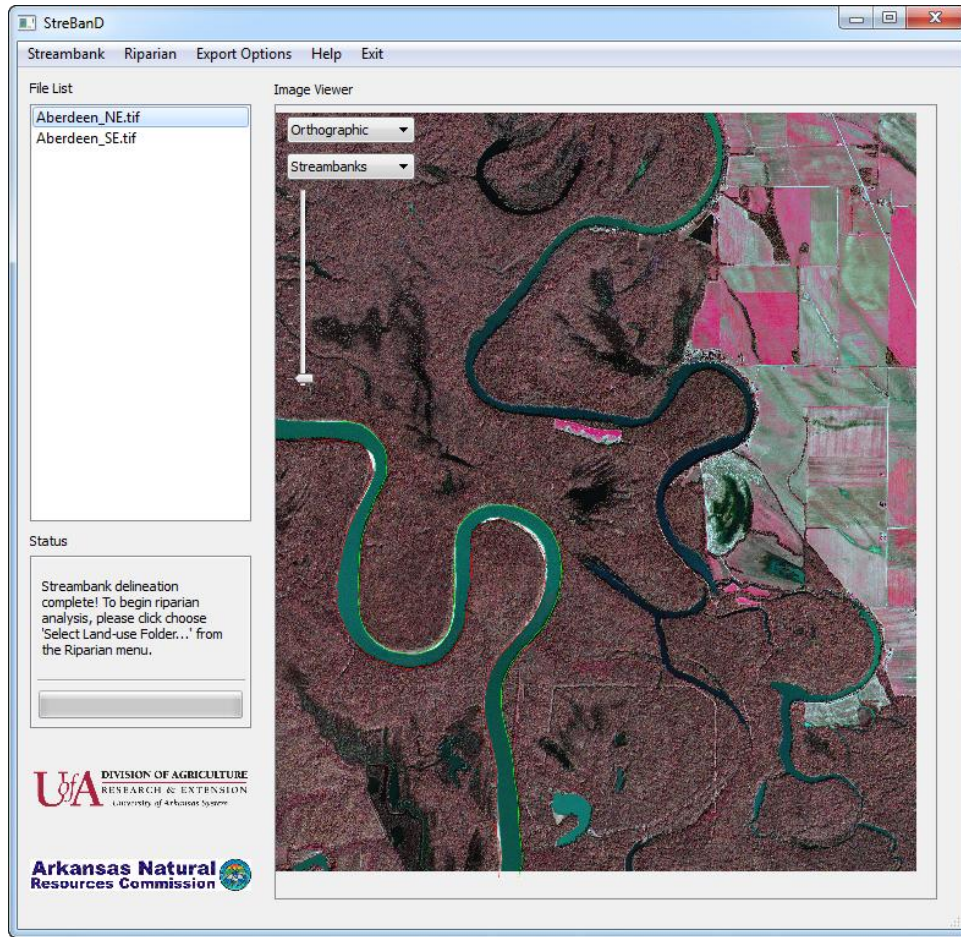 StreBanD
Streambank Riparian Export Options Help Exit
File List
Aberdeen_NE.tif
Aberdeen_SE.tif
Image Viewer
Orthographic
Streambanks
Status
Streambank delineation
complete! To begin riparian
analysis, please click choose
'Select Land-use Folder...' from
the Riparian menu.
UofA
DIVISION OF AGRICULTURE
RESEARCH & EXTENSION
University of Arkansas System
Arkansas Natural
Resources Commission